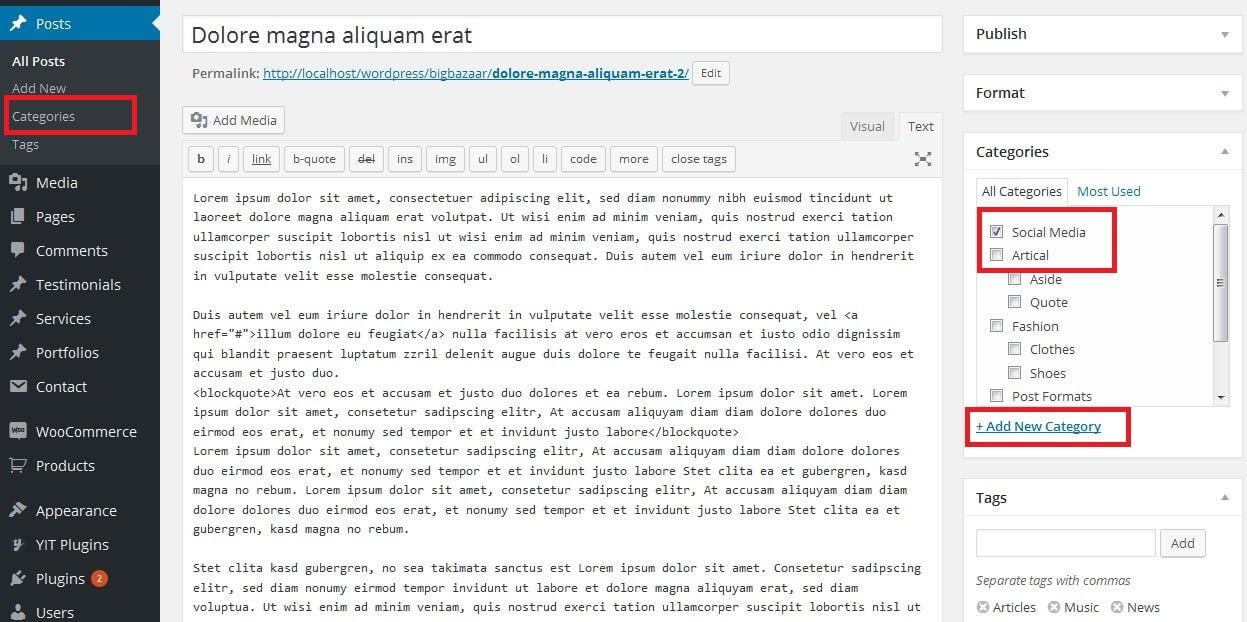 Posts
All Posts
Add New
Categories
Tags
Media
Pages
Comments
Testimonials
Services
Portfolios
Contact
WooCommerce
Products
Appearance
YIT Plugins
Plugins 2
Users
Dolore magna aliquam erat
Permalink: http://localhost/wordpress/bigbazaar/dolore-magna-aliquam-erat-2/ Edit
Add Media
Visual Text
b i link b-quote del ins img ul ol li code more close tags
Lorem ipsum dolor sit amet, consectetuer adipiscing elit, sed diam nonummy nibh euismod tincidunt ut
laoreet dolore magna aliquam erat volutpat. Ut wisi enim ad minim veniam, quis nostrud exerci tation
ullamcorper suscipit lobortis nisl ut aliquip ex ea commodo consequat. Duis autem vel eum iriure dolor in hendrerit
in vulputate velit esse molestie consequat.
Duis autem vel eum iriure dolor in hendrerit in vulputate velit esse molestie consequat, vel <a
href="#">illum dolore eu feugiat</a> nulla facilisis at vero eros et accumsan et iusto odio dignissim
qui blandit praesent luptatum zzril delenit augue duis dolore te feugait nulla facilisi. At vero eos et
accusam et justo duo.
<blockquote>At vero eos et accusam et justo duo dolores et ea rebum. Lorem ipsum dolor sit amet. Lorem
ipsum dolor sit amet, consetetur sadipscing elitr, At accusam aliquyam diam diam dolore dolores duo
eirmod eos erat, et nonumy sed tempor et et invidunt justo labore</blockquote>
Lorem ipsum dolor sit amet, consetetur sadipscing elitr, At accusam aliquyam diam diam dolore dolores
duo eirmod eos erat, et nonumy sed tempor et et invidunt justo labore Stet clita ea et gubergren, kasd
magna no rebum. Lorem ipsum dolor sit amet, consetetur sadipscing elitr, At accusam aliquyam diam diam
dolore dolores duo eirmod eos erat, et nonumy sed tempor et et invidunt justo labore Stet clita ea et
gubergren, kasd magna no rebum.
Stet clita kasd gubergren, no sea takimata sanctus est Lorem ipsum dolor sit amet. Consetetur sadipscing
elitr, sed diam nonumy eirmod tempor invidunt ut labore et dolore magna aliquyam erat, sed diam
voluptua. Ut wisi enim ad minim veniam, quis nostrud exerci tation ullamcorper suscipit lobortis nisl ut
Publish
Format
Categories
All Categories Most Used
Social Media
Artical
Aside
Quote
Fashion
Clothes
Shoes
Post Formats
+ Add New Category
Tags
Add
Separate tags with commas
Articles Music News